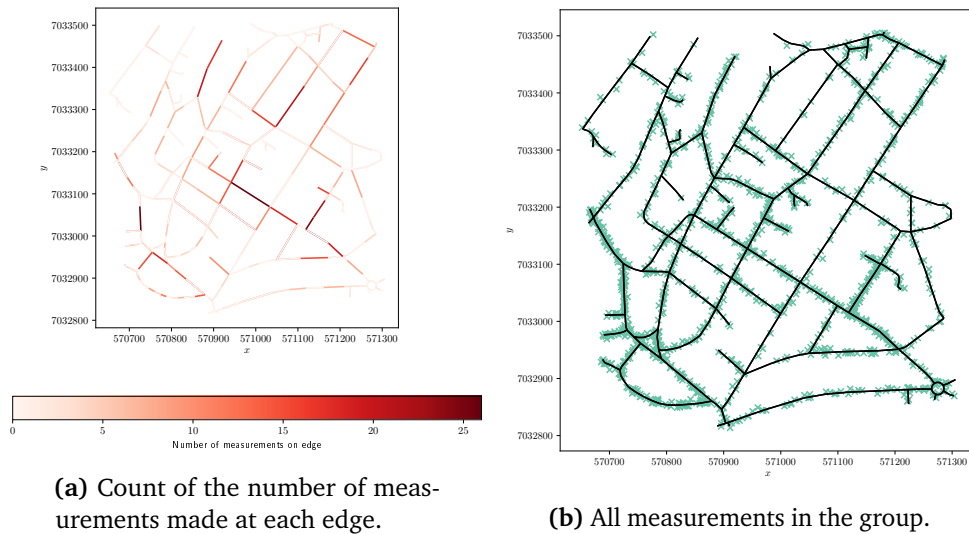 7033500
7033400
7033300
7033200
7033100
7033000
7032900
7032800
y
570700 570800 570900 571000 571100 571200 571300
x
0 5 10 15 20 25
Number of measurements on edge
(a) Count of the number of meas-
urements made at each edge.
7033500
7033400
7033300
7033200
7033100
7033000
7032900
7032800
y
570700 570800 570900 571000 571100 571200 571300
x
(b) All measurements in the group.